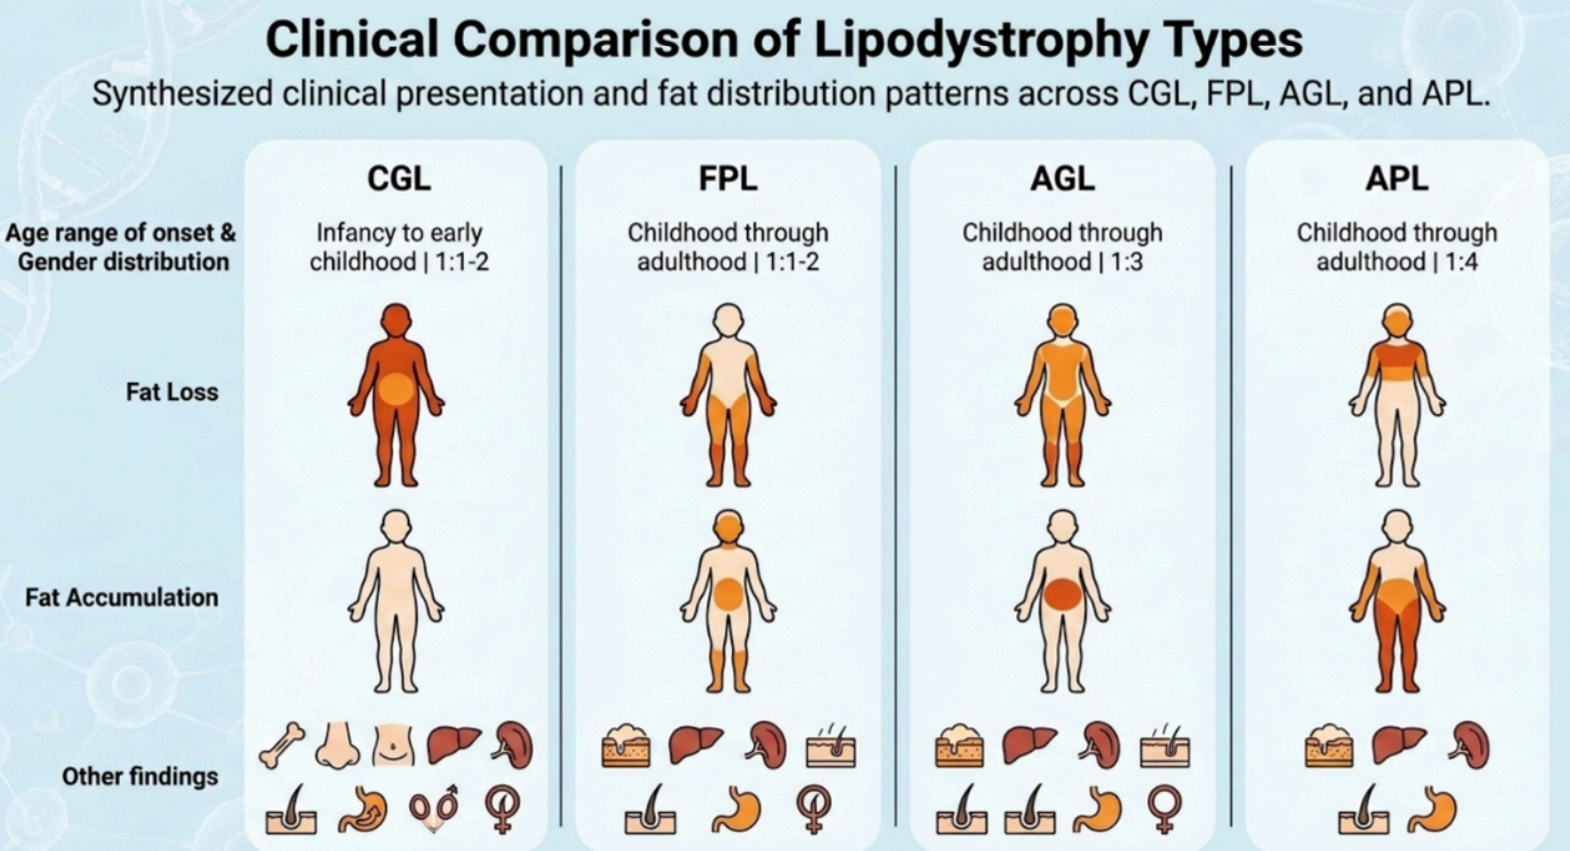 Clinical Comparison of Lipodystrophy Types
Synthesized clinical presentation and fat distribution patterns across CGL, FPL, AGL, and APL.
CGL
FPL
AGL
APL
Age range of onset &
Gender distribution
Infancy to early
childhood | 1:1-2
Childhood through
adulthood | 1:1-2
Childhood through
adulthood | 1:3
Childhood through
adulthood | 1:4
Fat Loss
Fat Accumulation
Other findings